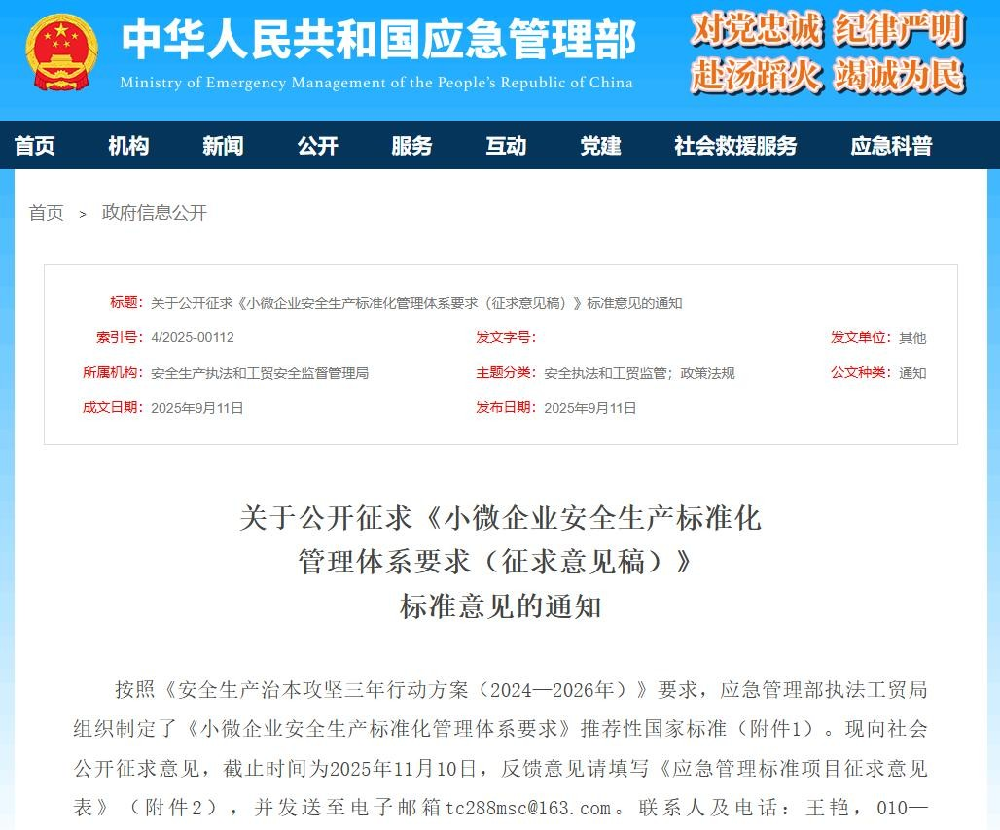 中华人民共和国应急管理部
Ministry of Emergency Management of the People's Republic of China
对党忠诚 纪律严明
赴汤蹈火 竭诚为民
首页 机构 新闻 公开 服务 互动 党建 社会救援服务 应急科普
首页 > 政府信息公开
标题：关于公开征求《小微企业安全生产标准化管理体系要求（征求意见稿）》标准意见的通知
索引号：4/2025-00112 发文字号： 发文单位：其他
所属机构：安全生产执法和工贸安全监督管理局 主题分类：安全执法和工贸监管；政策法规 公文种类：通知
成文日期：2025年9月11日 发布日期：2025年9月11日
关于公开征求《小微企业安全生产标准化
管理体系要求（征求意见稿）》
标准意见的通知
按照《安全生产治本攻坚三年行动方案（2024—2026年）》要求，应急管理部执法工贸局
组织制定了《小微企业安全生产标准化管理体系要求》推荐性国家标准（附件1）。现向社会
公开征求意见，截止时间为2025年11月10日，反馈意见请填写《应急管理标准项目征求意见
表》（附件2），并发送至电子邮箱tc288msc@163.com。联系人及电话：王艳，010—